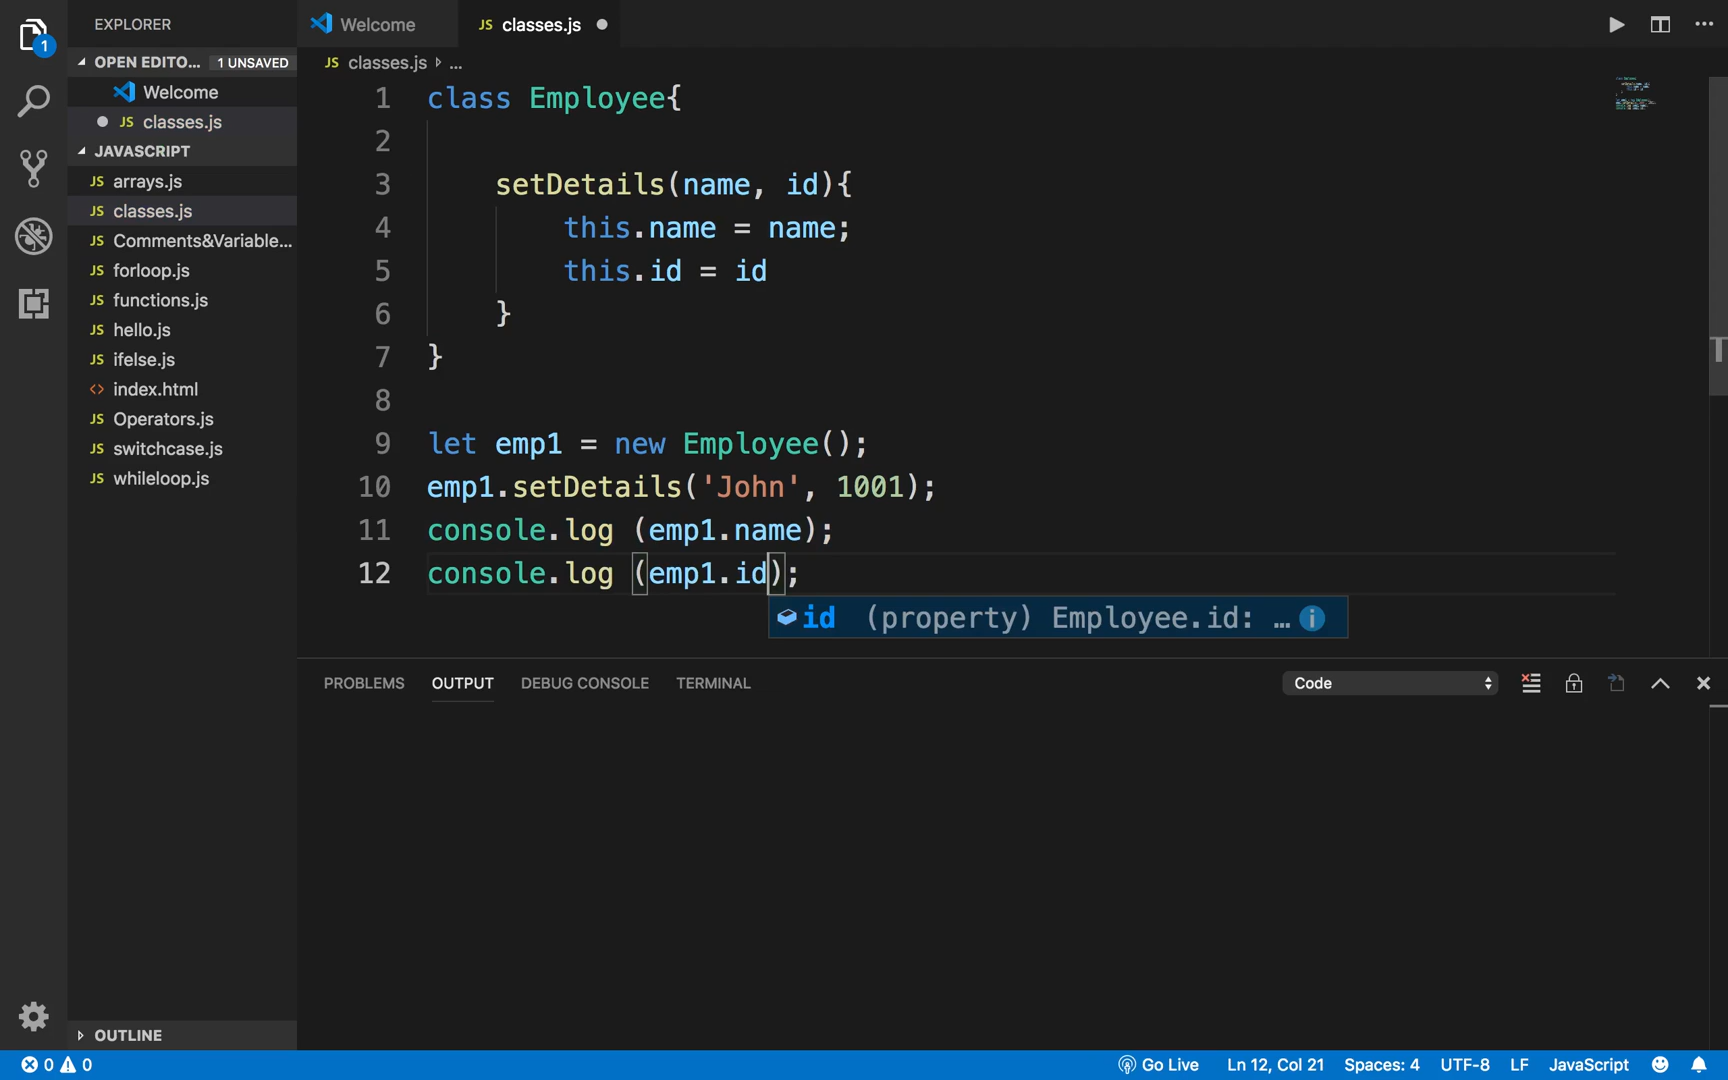 EXPLORER
OPEN EDITO... 1 UNSAVED
Welcome
JS classes.js
JAVASCRIPT
JS arrays.js
JS classes.js
JS Comments&Variable...
JS forloop.js
JS functions.js
JS hello.js
JS ifelse.js
<> index.html
JS Operators.js
JS switchcase.js
JS whileloop.js
OUTLINE
1
Welcome JS classes.js
JS classes.js ...
1 class Employee{
2
3 setDetails(name, id){
4 this.name = name;
5 this.id = id
6 }
7 }
8
9 let emp1 = new Employee();
10 emp1.setDetails('John', 1001);
11 console.log (emp1.name);
12 console.log (emp1.id);
id (property) Employee.id: ...
PROBLEMS OUTPUT DEBUG CONSOLE TERMINAL Code
0 0 Go Live Ln 12, Col 21 Spaces: 4 UTF-8 LF JavaScript